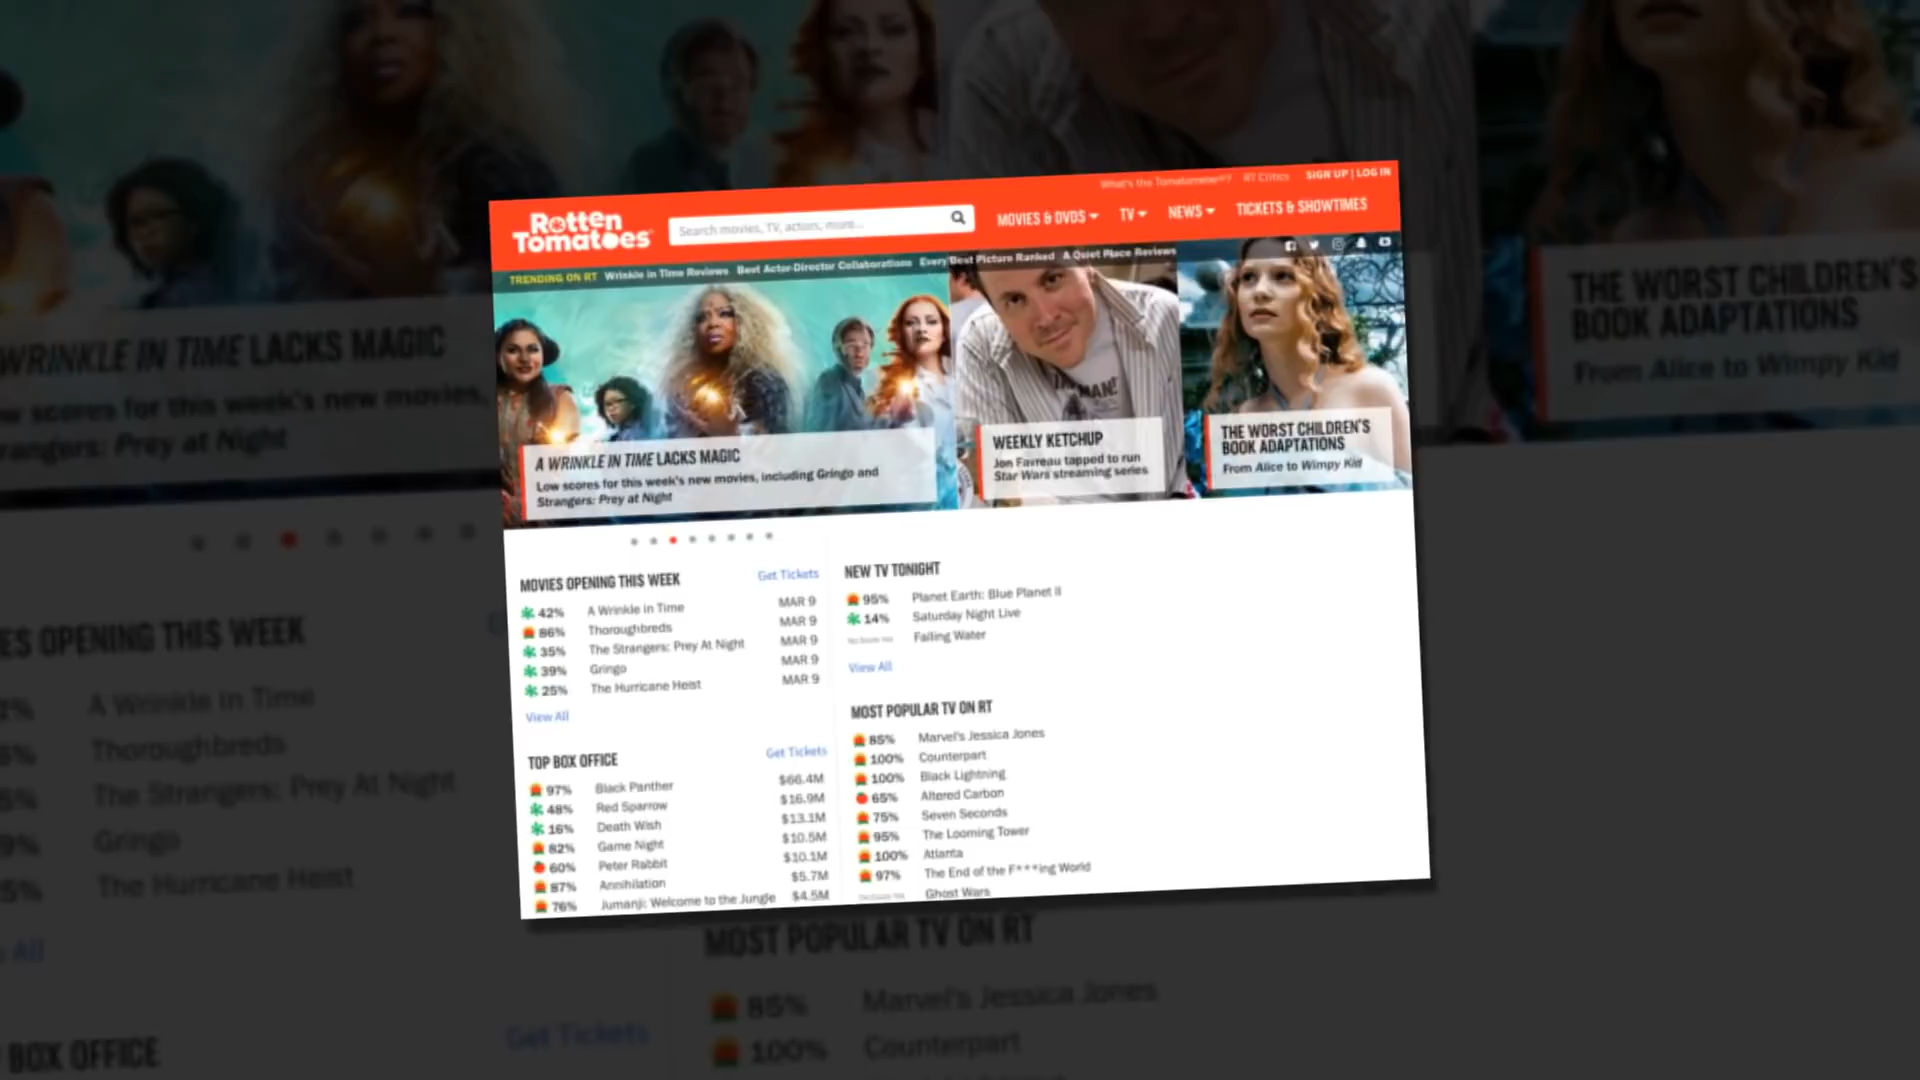 What's the Tomatometer®? RT Critics SIGN UP | LOG IN
Rotten
Tomatoes
Search movies, TV, actors, more...
MOVIES & DVDS TV NEWS TICKETS & SHOWTIMES
TRENDING ON RT Wrinkle in Time Reviews Best Actor-Director Collaborations Every Best Picture Ranked A Quiet Place Reviews
A WRINKLE IN TIME LACKS MAGIC
Low scores for this week's new movies, including Gringo and
Strangers: Prey at Night
WEEKLY KETCHUP
Jon Favreau tapped to run
Star Wars streaming series
THE WORST CHILDREN'S
BOOK ADAPTATIONS
From Alice to Wimpy Kid
MOVIES OPENING THIS WEEK Get Tickets
42% A Wrinkle in Time MAR 9
86% Thoroughbreds MAR 9
35% The Strangers: Prey At Night MAR 9
39% Gringo MAR 9
25% The Hurricane Heist MAR 9
View All
TOP BOX OFFICE Get Tickets
97% Black Panther $66.4M
48% Red Sparrow $16.9M
16% Death Wish $13.1M
82% Game Night $10.5M
60% Peter Rabbit $10.1M
87% Annihilation $5.7M
76% Jumanji: Welcome to the Jungle $4.5M
NEW TV TONIGHT
95% Planet Earth: Blue Planet II
14% Saturday Night Live
Falling Water
View All
MOST POPULAR TV ON RT
85% Marvel's Jessica Jones
100% Counterpart
100% Black Lightning
65% Altered Carbon
75% Seven Seconds
95% The Looming Tower
100% Atlanta
97% The End of the F***ing World
Ghost Wars
WRINKLE IN TIME LACKS MAGIC
scores for this week's new movies,
Prey at Night
THE WORST CHILDREN'S
BOOK ADAPTATIONS
From Alice to Wimpy Kid
OPENING THIS WEEK
A Wrinkle in Time
Thoroughbreds
The Strangers: Prey At Night
Gringo
The Hurricane Heist
All
BOX OFFICE Get Tickets
MOST POPULAR TV ON RT
85% Marvel's Jessica Jones
100% Counterpart